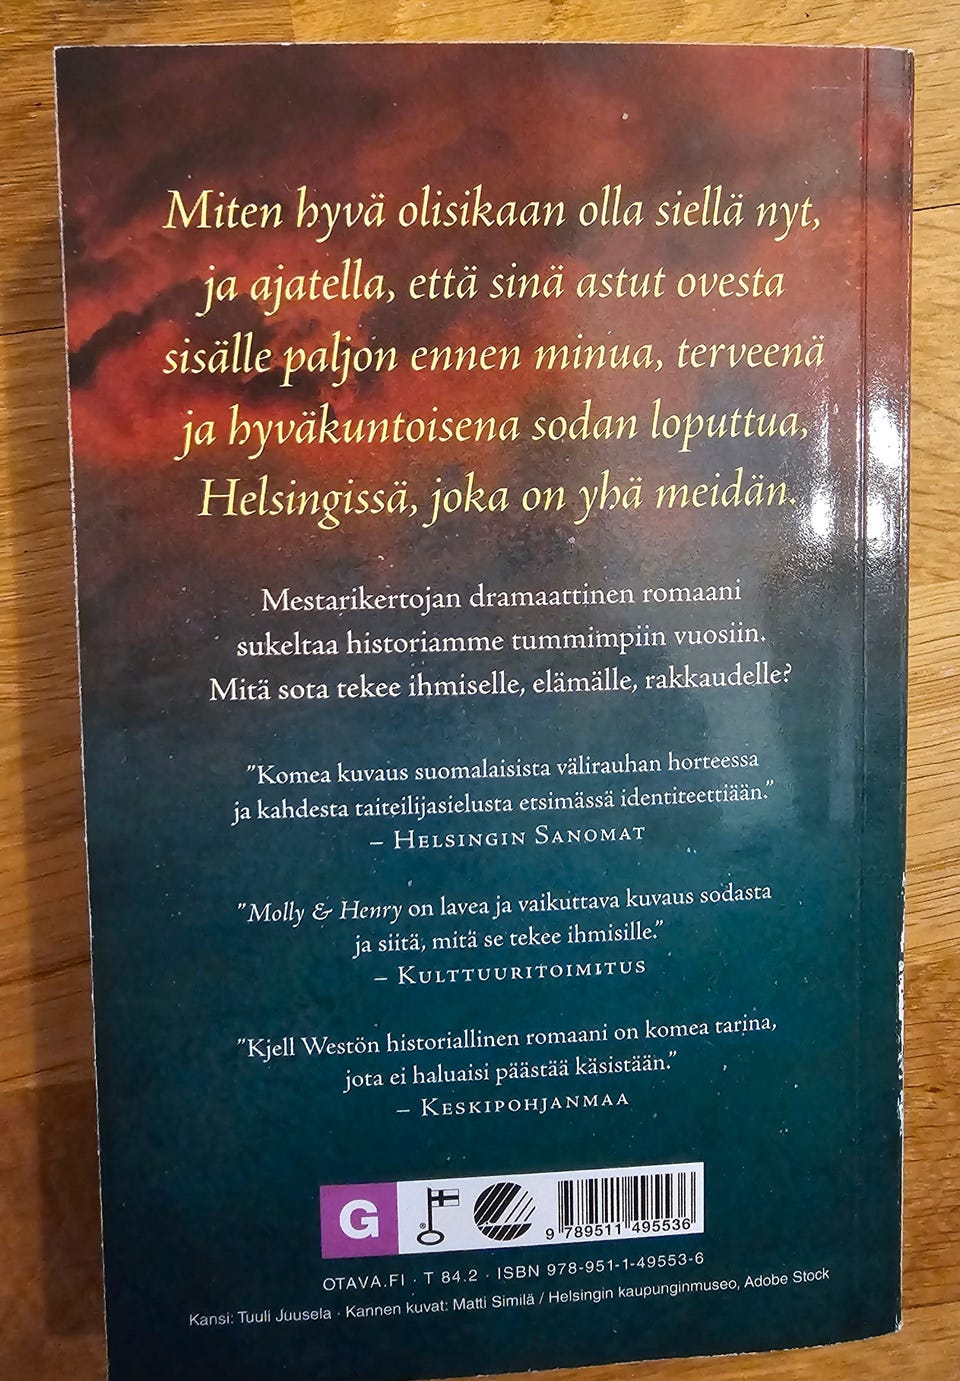 Miten hyvä olisikaan olla siellä nyt,
ja ajatella, että sinä astut ovesta
sisälle paljon ennen minua, terveenä
ja hyväkuntoisena sodan loputtua,
Helsingissä, joka on yhä meidän.
Mestarikertojan dramaattinen romaani
sukeltaa historiamme tummimpiin vuosiin.
Mitä sota tekee ihmiselle, elämälle, rakkaudelle?
”Komea kuvaus suomalaisista välirauhan horteessa
ja kahdesta taiteilijasielusta etsimässä identiteettiään.”
– HELSINGIN SANOMAT
”Molly & Henry on lavea ja vaikuttava kuvaus sodasta
ja siitä, mitä se tekee ihmisille.”
– KULTTUURITOIMITUS
”Kjell Westön historiallinen romaani on komea tarina,
jota ei haluaisi päästää käsistään.”
– KESKIPOHJANMAA
G
®
9 789511 495536
OTAVA.FI · T 84.2 · ISBN 978-951-1-49553-6
Kansi: Tuuli Juusela · Kannen kuvat: Matti Similä / Helsingin kaupunginmuseo, Adobe Stock